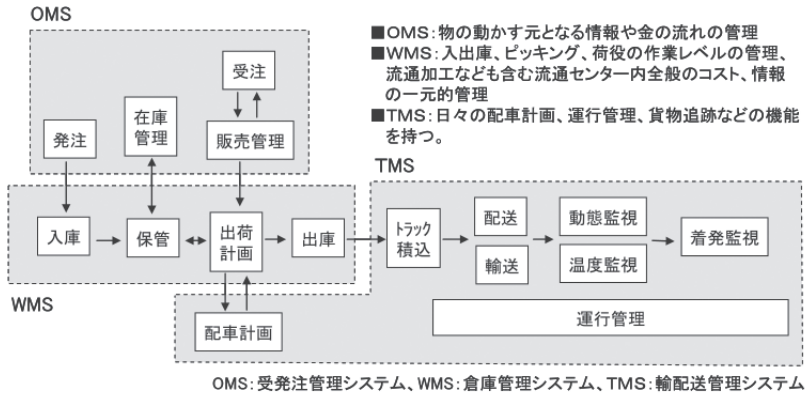 OMS
■OMS：物の動かす元となる情報や金の流れの管理
■WMS：入出庫、ピッキング、荷役の作業レベルの管理、
流通加工なども含む流通センター内全般のコスト、情報
の一元的管理
■TMS：日々の配車計画、運行管理、貨物追跡などの機能
を持つ。
受注
在庫
管理
発注
販売管理
TMS
入庫
保管
出荷
計画
出庫
トラック
積込
配送
輸送
動態監視
温度監視
着発監視
WMS
配車計画
運行管理
OMS：受発注管理システム、WMS：倉庫管理システム、TMS：輸配送管理システム